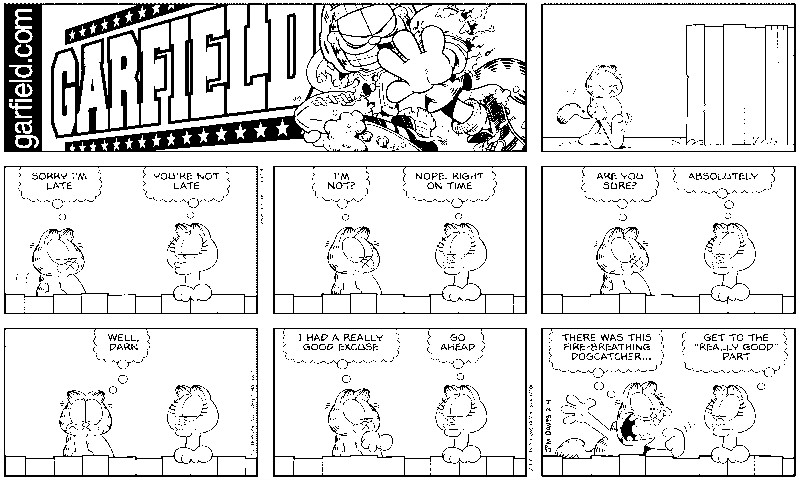 garfield.com
GARFIELD
SORRY I'M
LATE
YOU'RE NOT
LATE
I'M
NOT?
NOPE. RIGHT
ON TIME
ARE YOU
SURE?
ABSOLUTELY
WELL,
DARN
I HAD A REALLY
GOOD EXCUSE
GO
AHEAD
THERE WAS THIS
FIRE-BREATHING
DOGCATCHER...
GET TO THE
"REALLY GOOD"
PART
JIM DAVIS 2-4